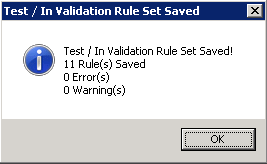 Test / In Validation Rule Set Saved
Test / In Validation Rule Set Saved!
11 Rule(s) Saved
0 Error(s)
0 Warning(s)
OK